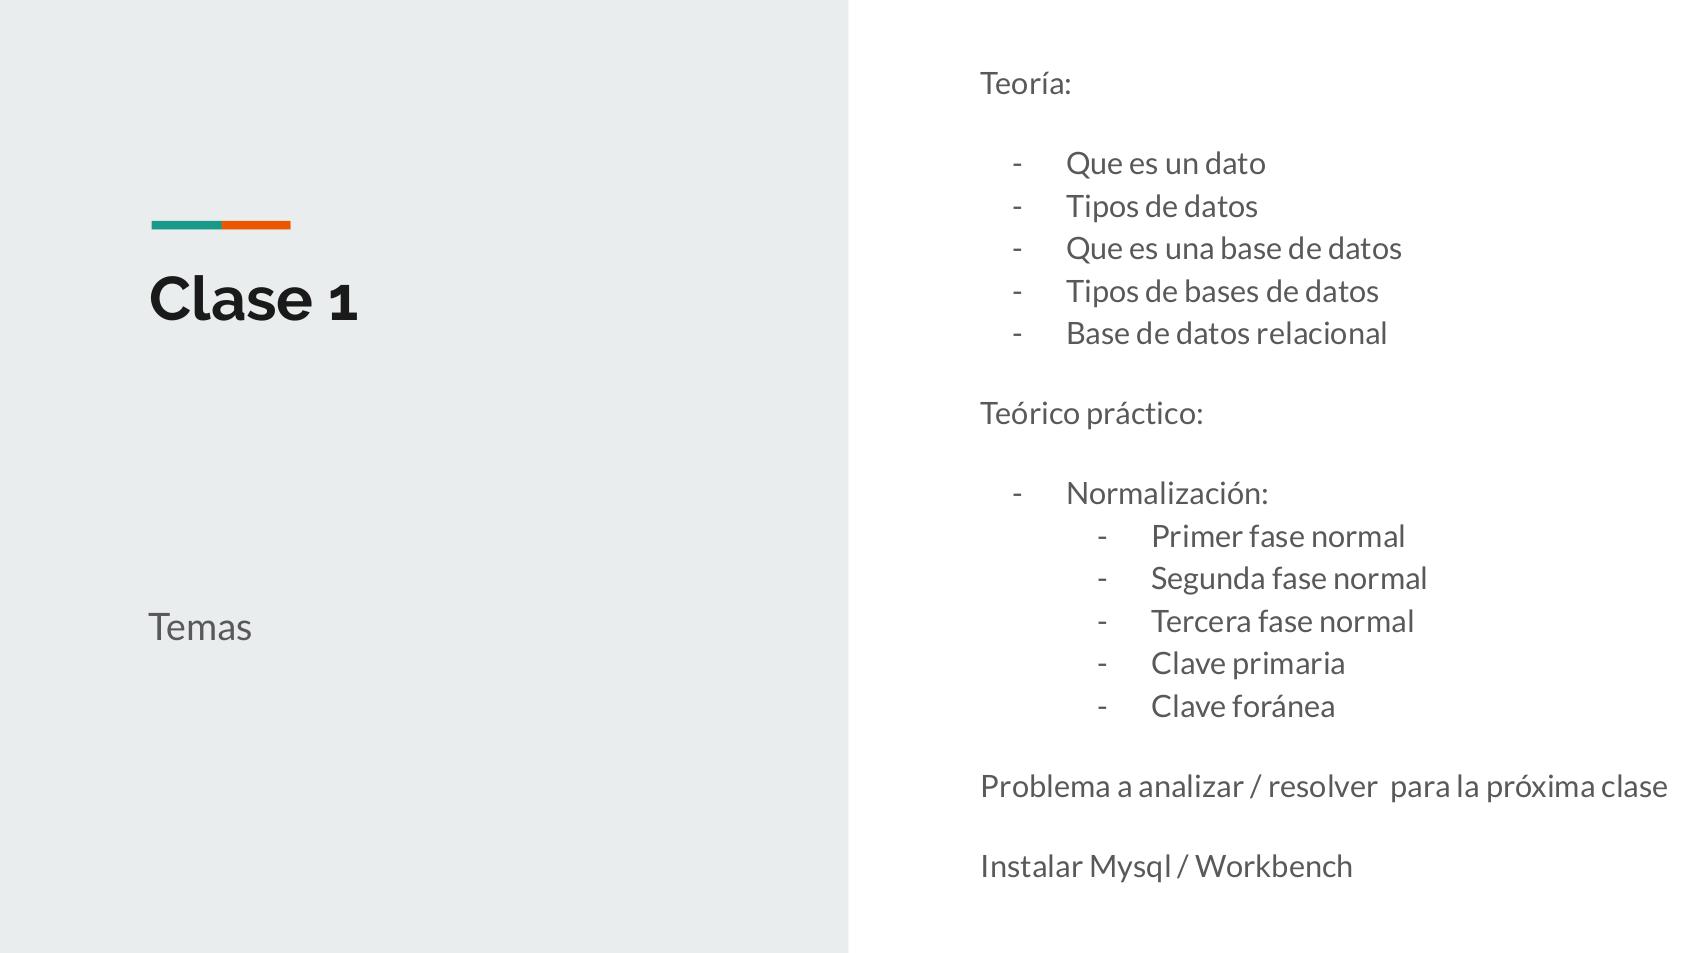 Clase 1
Temas
Teoría:
- Que es un dato
- Tipos de datos
- Que es una base de datos
- Tipos de bases de datos
- Base de datos relacional
Teórico práctico:
- Normalización:
- Primer fase normal
- Segunda fase normal
- Tercera fase normal
- Clave primaria
- Clave foránea
Problema a analizar / resolver  para la próxima clase
Instalar Mysql / Workbench